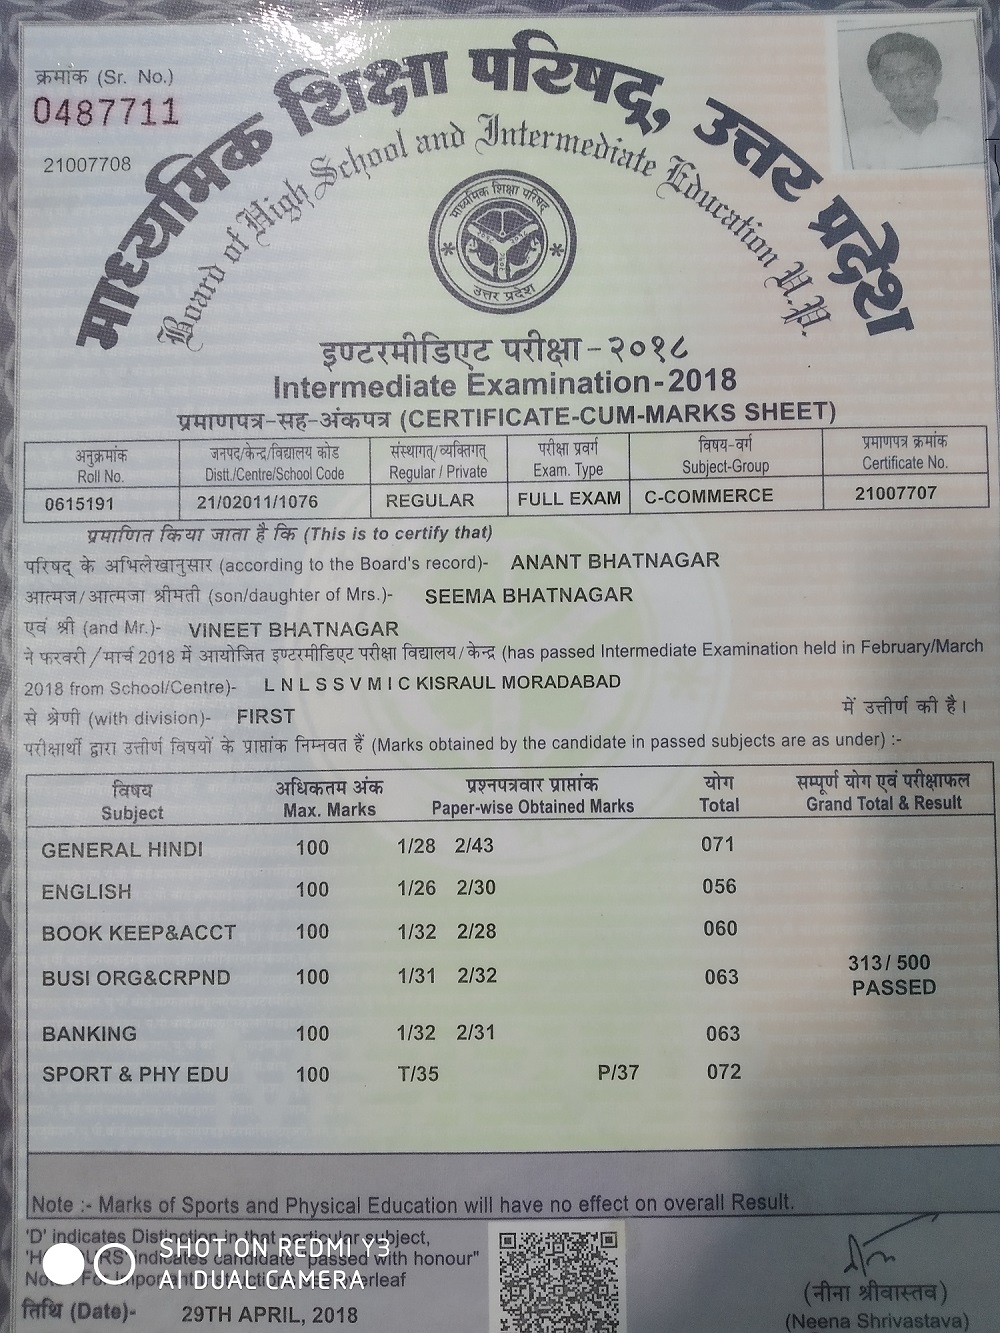 क्रमांक (Sr. No.)
0487711
21007708
माध्यमिक शिक्षा परिषद्, उत्तर प्रदेश
Board of High School and Intermediate Education U.P.
माध्यमिक शिक्षा परिषद्
उत्तर प्रदेश
इण्टरमीडिएट परीक्षा - २०१८
Intermediate Examination-2018
प्रमाणपत्र-सह-अंकपत्र (CERTIFICATE-CUM-MARKS SHEET)
अनुक्रमांक जनपद/केन्द्र/विद्यालय कोड संस्थागत/व्यक्तिगत् परीक्षा प्रवर्ग विषय-वर्ग प्रमाणपत्र क्रमांक
Roll No. Distt./Centre/School Code Regular / Private Exam. Type Subject-Group Certificate No.
0615191 21/02011/1076 REGULAR FULL EXAM C-COMMERCE 21007707
प्रमाणित किया जाता है कि (This is to certify that)
परिषद् के अभिलेखानुसार (according to the Board's record)- ANANT BHATNAGAR
आत्मज/आत्मजा श्रीमती (son/daughter of Mrs.)- SEEMA BHATNAGAR
एवं श्री (and Mr.)- VINEET BHATNAGAR
ने फरवरी/मार्च 2018 में आयोजित इण्टरमीडिएट परीक्षा विद्यालय/केन्द्र (has passed Intermediate Examination held in February/March
2018 from School/Centre)- L N L S S V M I C KISRAUL MORADABAD
से श्रेणी (with division)- FIRST में उत्तीर्ण की है।
परीक्षार्थी द्वारा उत्तीर्ण विषयों के प्राप्तांक निम्नवत हैं (Marks obtained by the candidate in passed subjects are as under) :-
विषय अधिकतम अंक प्रश्नपत्रवार प्राप्तांक योग सम्पूर्ण योग एवं परीक्षाफल
Subject Max. Marks Paper-wise Obtained Marks Total Grand Total & Result
GENERAL HINDI 100 1/28 2/43 071
ENGLISH 100 1/26 2/30 056
BOOK KEEP&ACCT 100 1/32 2/28 060
BUSI ORG&CRPND 100 1/31 2/32 063 313/ 500
PASSED
BANKING 100 1/32 2/31 063
SPORT & PHY EDU 100 T/35 P/37 072
Note :- Marks of Sports and Physical Education will have no effect on overall Result.
'D' indicates Distinction in that particular subject,
indicates candidate "passed with honour"
SHOT ON REDMI Y3
AI DUAL CAMERA
तिथि (Date)- 29TH APRIL, 2018
(नीना श्रीवास्तव)
(Neena Shrivastava)